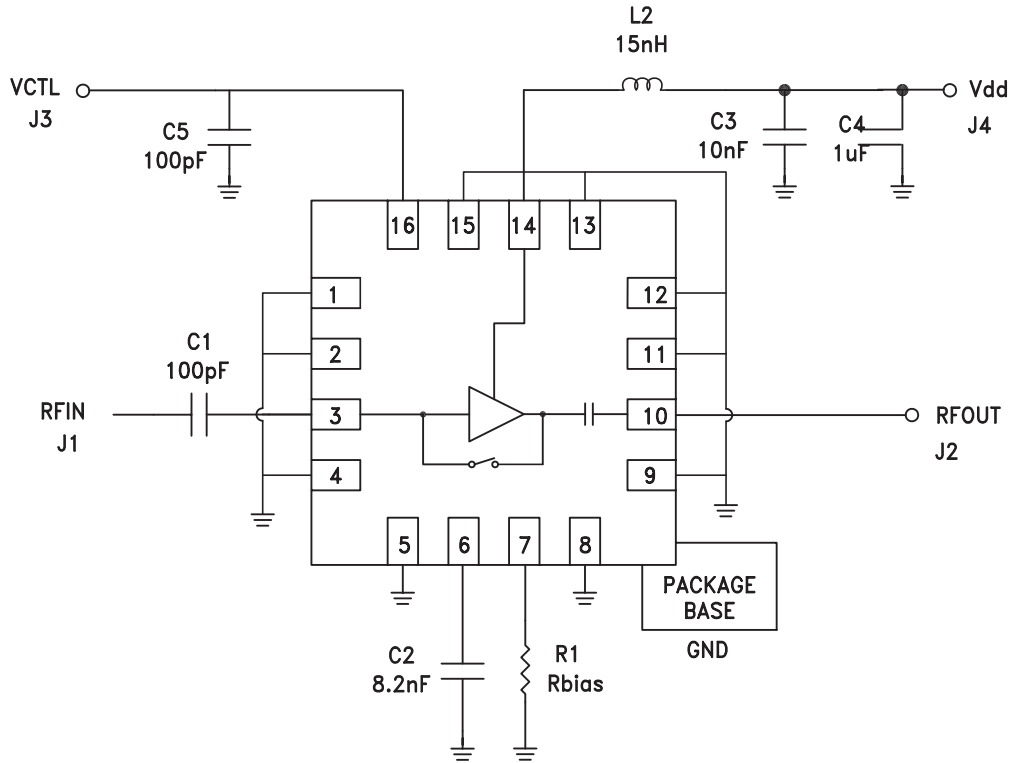 L2
15nH
VCTL
J3
C5
100pF
C3
10nF
C4
1uF
Vdd
J4
16
15
14
13
1
12
2
11
C1
100pF
RFIN
J1
3
10
RFOUT
J2
4
9
5
6
7
8
PACKAGE
BASE
GND
C2
8.2nF
R1
Rbias